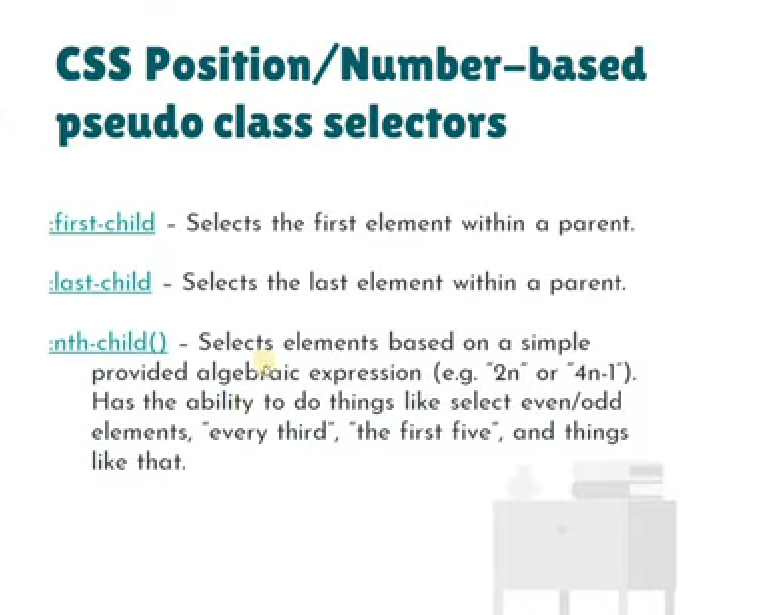 CSS Position/Number-based
pseudo class selectors
:first-child – Selects the first element within a parent.
:last-child – Selects the last element within a parent.
:nth-child() – Selects elements based on a simple
provided algebraic expression (e.g. "2n" or "4n-1").
Has the ability to do things like select even/odd
elements, "every third", "the first five", and things
like that.